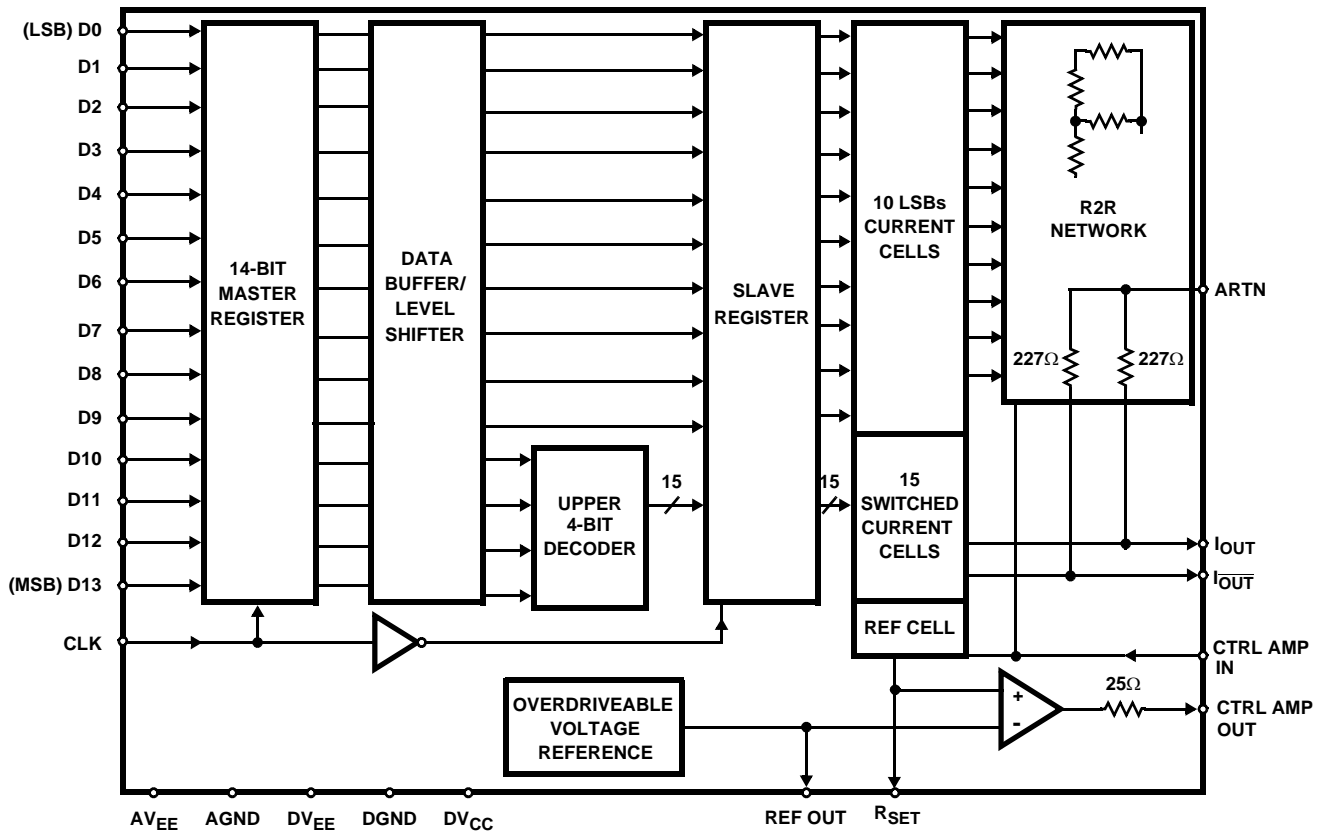 (LSB) D0
D1
D2
D3
D4
D5
D6
D7
D8
D9
D10
D11
D12
(MSB) D13
CLK
14-BIT
MASTER
REGISTER
DATA
BUFFER/
LEVEL
SHIFTER
UPPER
4-BIT
DECODER
15
SLAVE
REGISTER
15
10 LSBs
CURRENT
CELLS
15
SWITCHED
CURRENT
CELLS
REF CELL
R2R
NETWORK
227Ω
227Ω
ARTN
IOUT
IOUT
CTRL AMP
IN
25Ω
CTRL AMP
OUT
+
-
OVERDRIVEABLE
VOLTAGE
REFERENCE
AVEE
AGND
DVEE
DGND
DVCC
REF OUT
RSET